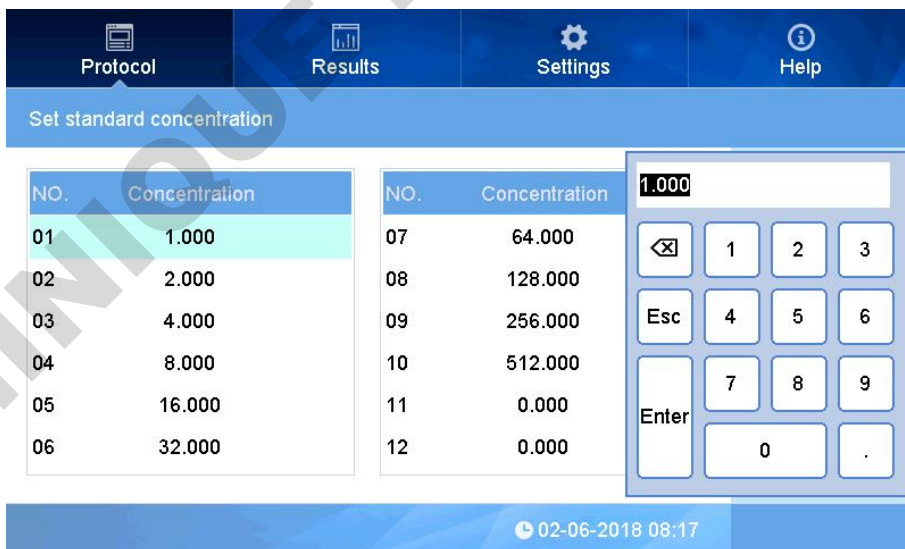 Protocol Results Settings Help
Set standard concentration
NO. Concentration
01 1.000
02 2.000
03 4.000
04 8.000
05 16.000
06 32.000
NO. Concentration
07 64.000
08 128.000
09 256.000
10 512.000
11 0.000
12 0.000
1.000
1 2 3
Esc 4 5 6
7 8 9
Enter
0 .
02-06-2018 08:17